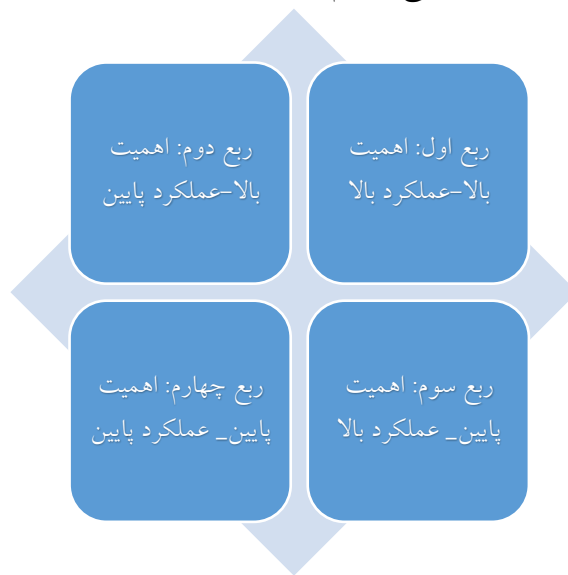 ربع اول: اهمیت
بالا-عملکرد بالا
ربع دوم: اهمیت
بالا-عملکرد پایین
ربع سوم: اهمیت
پایین_ عملکرد بالا
ربع چهارم: اهمیت
پایین_ عملکرد پایین